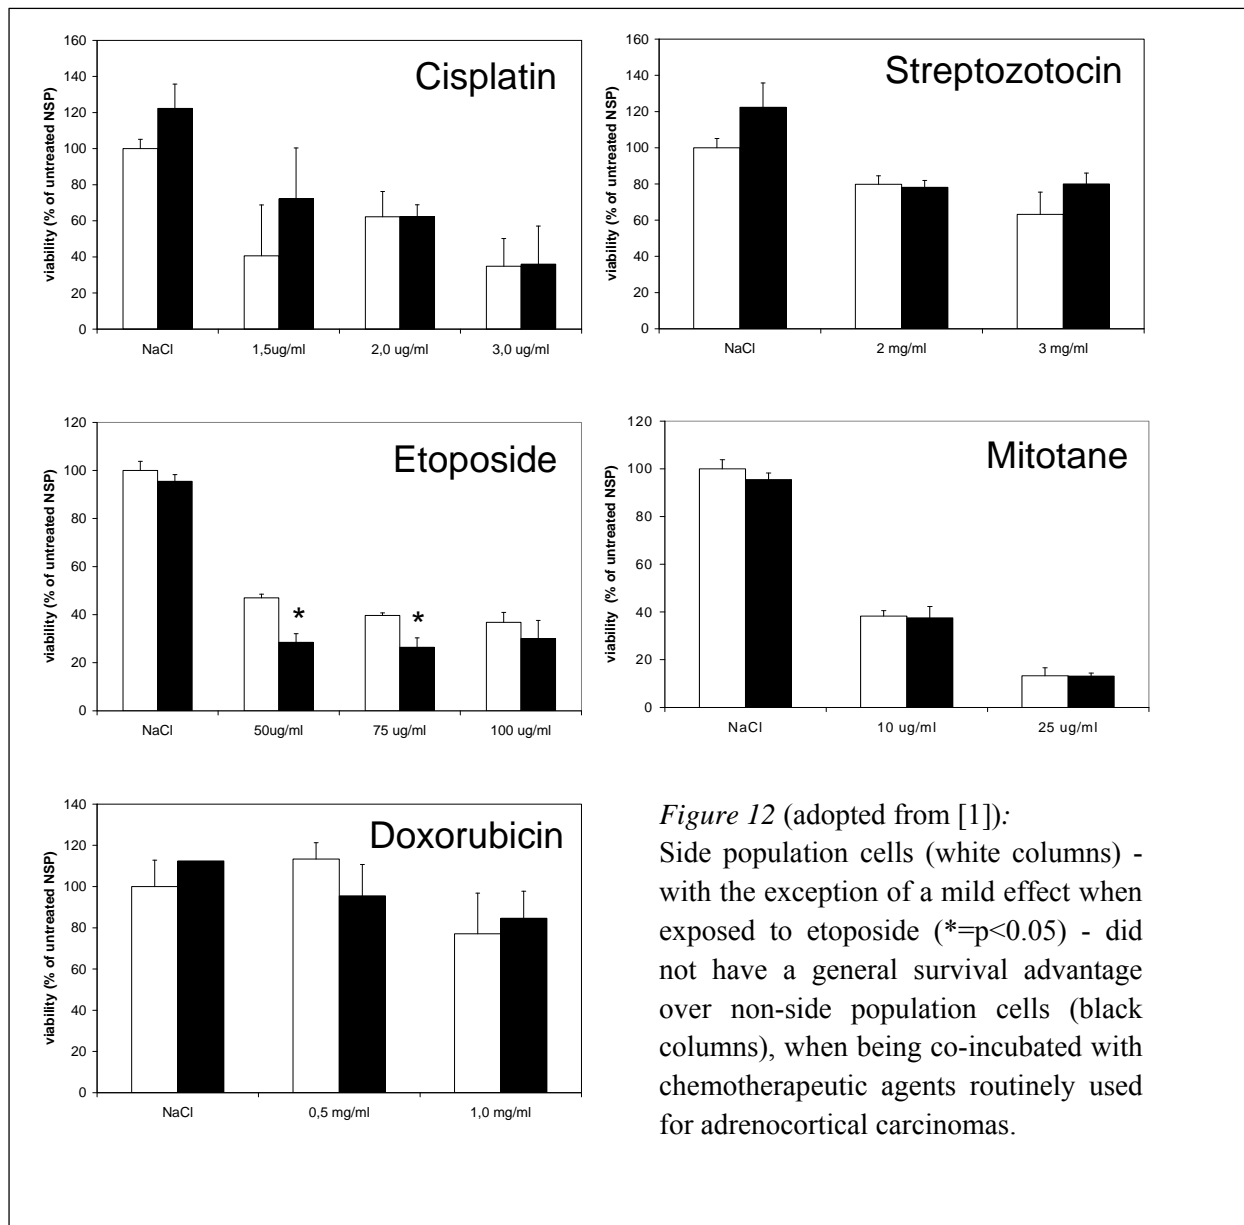 Cisplatin
viability (% of untreated NSP)
160
140
120
100
80
60
40
20
0
NaCl 1,5ug/ml 2,0 ug/ml 3,0 ug/ml
Streptozotocin
viability (% of untreated NSP)
160
140
120
100
80
60
40
20
0
NaCl 2 mg/ml 3 mg/ml
Etoposide
viability (% of untreated NSP)
120
100
80
60
40
20
0
* *
NaCl 50ug/ml 75 ug/ml 100 ug/ml
Mitotane
viability (% of untreated NSP)
120
100
80
60
40
20
0
NaCl 10 ug/ml 25 ug/ml
Doxorubicin
viability (% of untreated NSP)
140
120
100
80
60
40
20
0
NaCl 0,5 mg/ml 1,0 mg/ml
Figure 12 (adopted from [1]):
Side population cells (white columns) -
with the exception of a mild effect when
exposed to etoposide (*=p<0.05) - did
not have a general survival advantage
over non-side population cells (black
columns), when being co-incubated with
chemotherapeutic agents routinely used
for adrenocortical carcinomas.